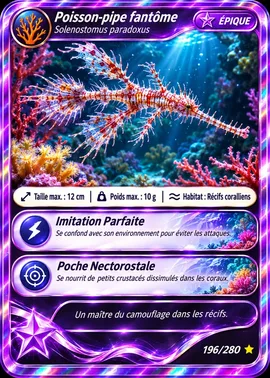 Poisson-pipe fantôme
Solenostomus paradoxus
ÉPIQUE
Taille max. : 12 cm | Poids max. : 10 g | Habitat : Récifs coralliens
Imitation Parfaite
Se confond avec son environnement pour éviter les attaques.
Poche Nectorostale
Se nourrit de petits crustacés dissimulés dans les coraux.
Un maître du camouflage dans les récifs.
196/280